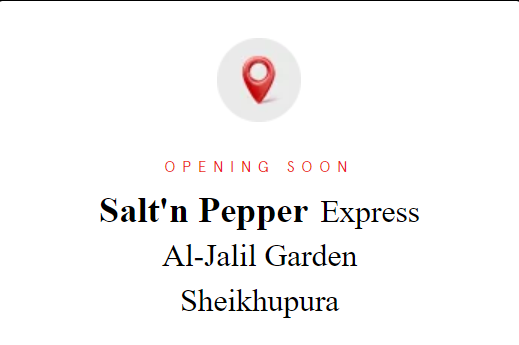 OPENING SOON
Salt'n Pepper Express
Al-Jalil Garden
Sheikhupura